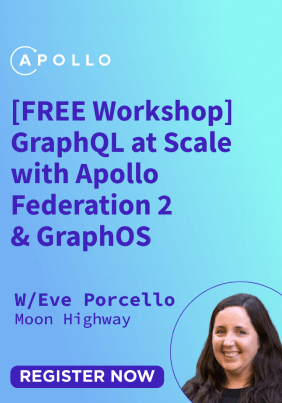 APOLLO
[FREE Workshop]
GraphQL at Scale
with Apollo
Federation 2
& GraphOS
W/Eve Porcello
Moon Highway
REGISTER NOW